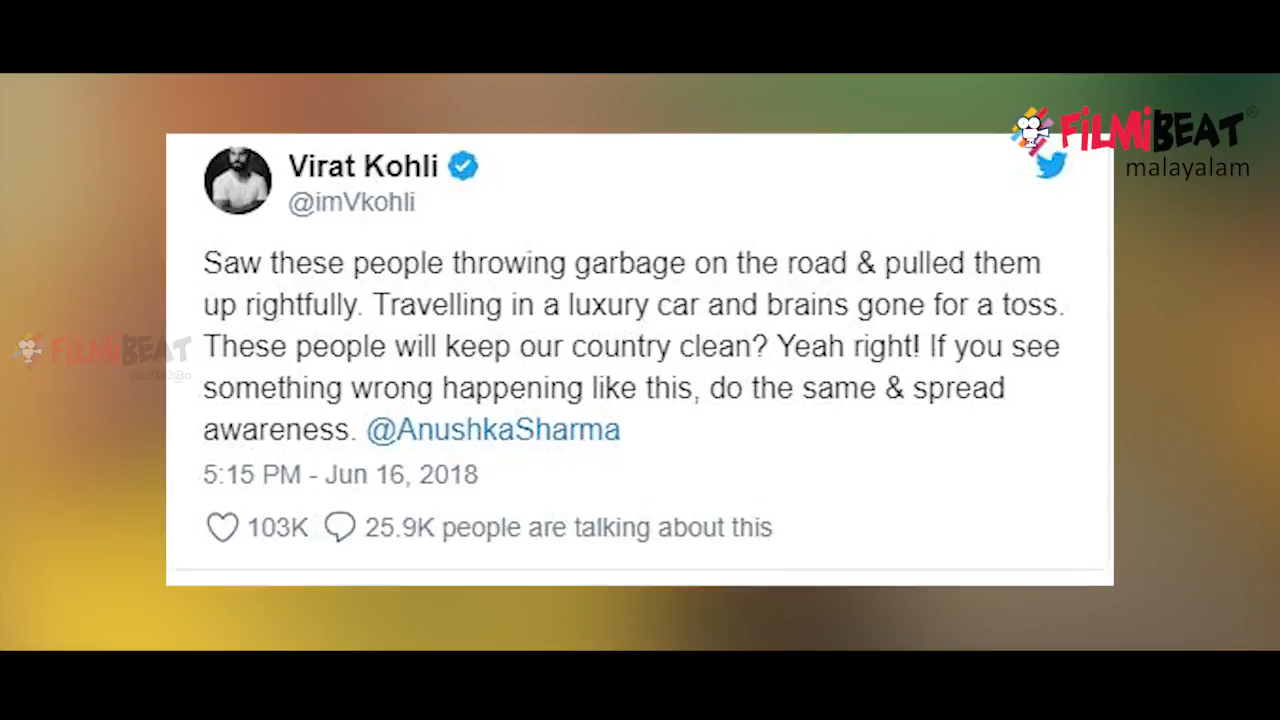 FiLMiBEAT®
malayalam
Virat Kohli
@imVkohli
Saw these people throwing garbage on the road & pulled them
up rightfully. Travelling in a luxury car and brains gone for a toss.
These people will keep our country clean? Yeah right! If you see
something wrong happening like this, do the same & spread
awareness. @AnushkaSharma
5:15 PM - Jun 16, 2018
103K 25.9K people are talking about this
FiLMiBEAT